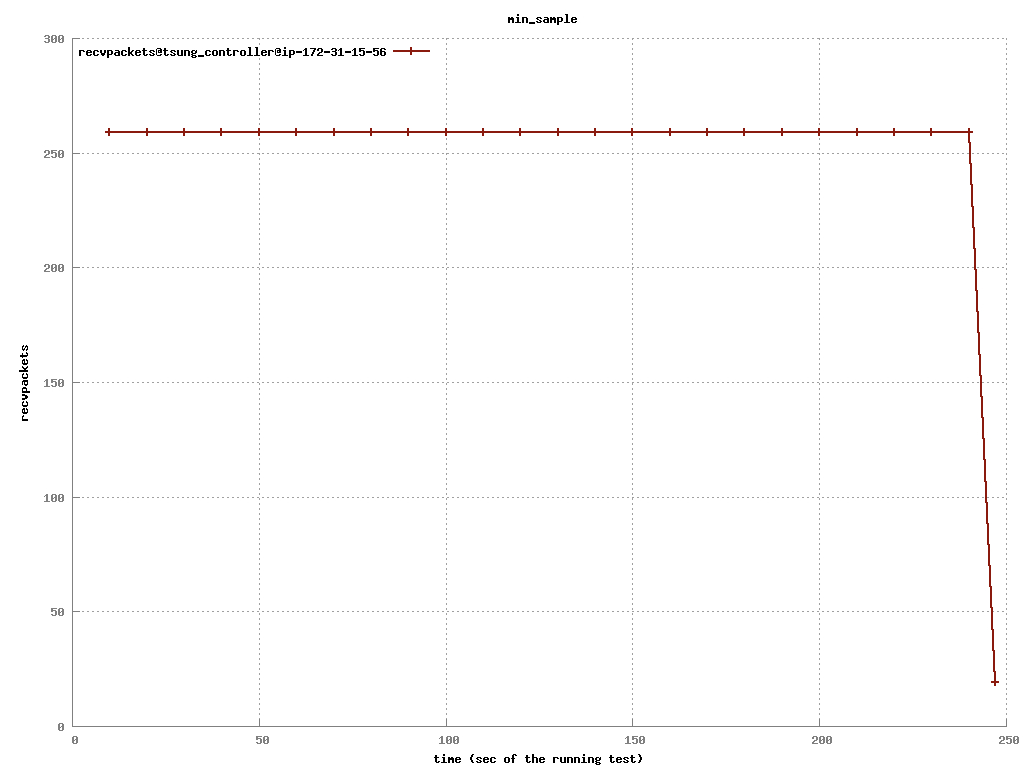 min_sample
recvpackets@tsung_controller@ip-172-31-15-56
300
250
200
150
100
50
0
recvpackets
0 50 100 150 200 250
time (sec of the running test)